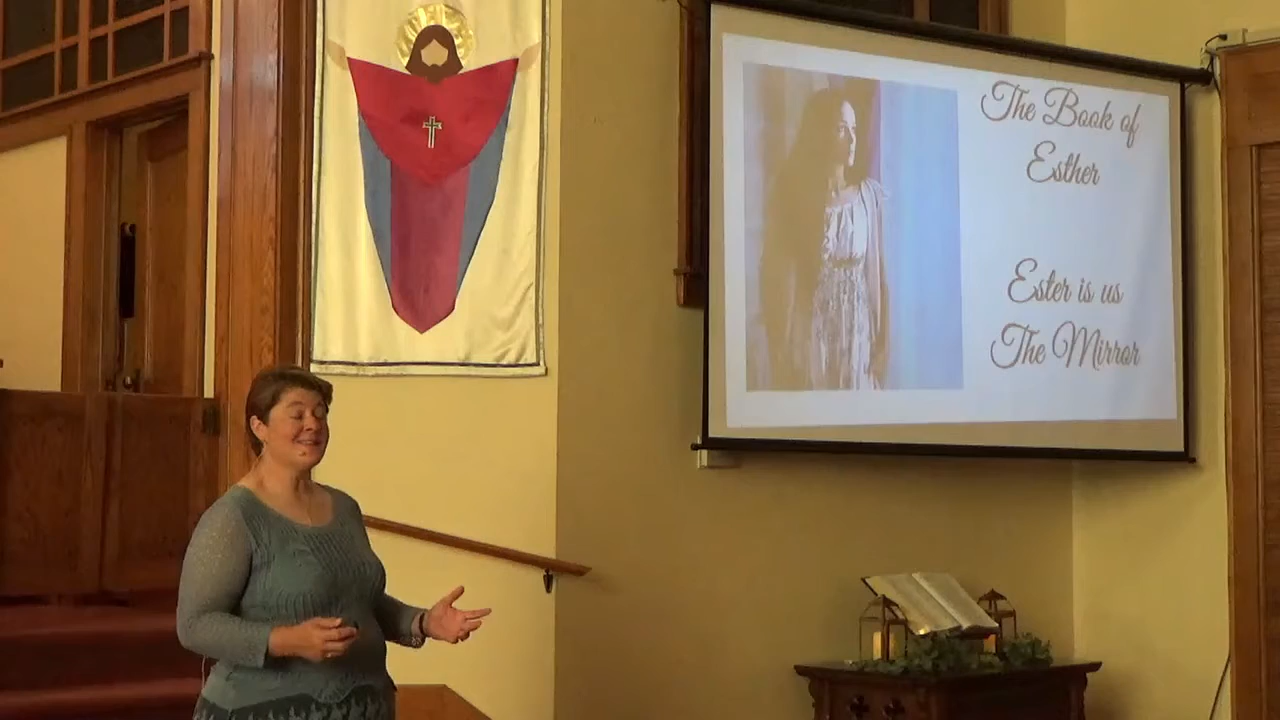 The Book of
Esther
Ester is us
The Mirror